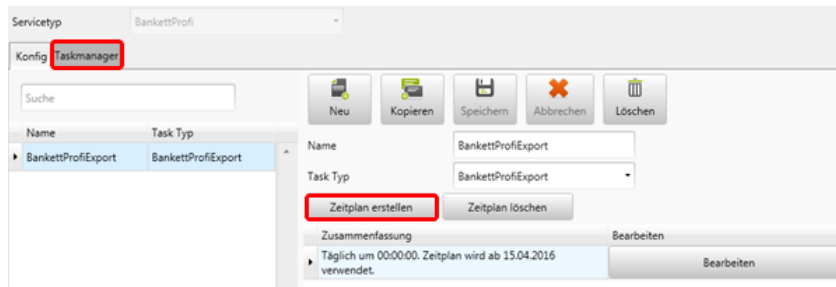 Servicetyp BankettProfi
Konfig Taskmanager
Suche
Neu Kopieren Speichern Abbrechen Löschen
Name Task Typ
Name BankettProfiExport
BankettProfiExport BankettProfiExport
Task Typ BankettProfiExport
Zeitplan erstellen Zeitplan löschen
Zusammenfassung Bearbeiten
Täglich um 00:00:00. Zeitplan wird ab 15.04.2016
verwendet.
Bearbeiten